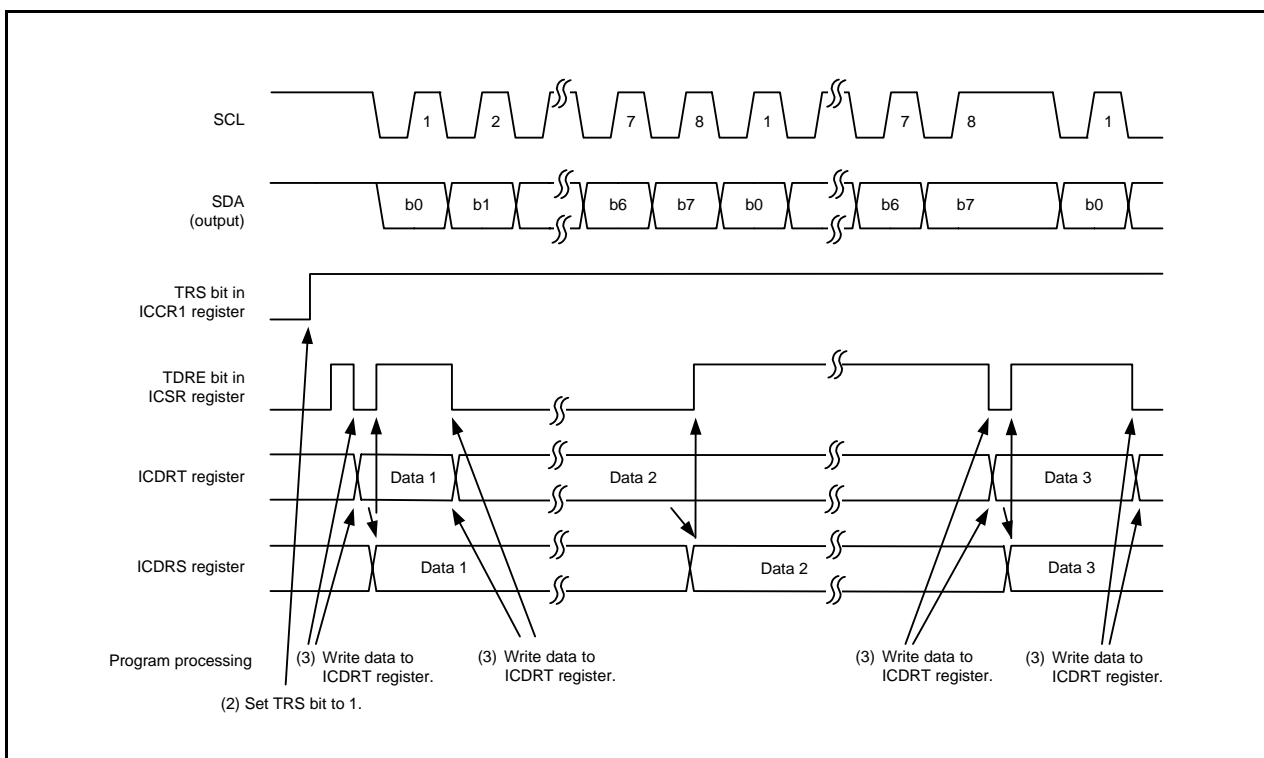 SCL
1 2 7 8 1 7 8 1
SDA
(output)
b0 b1 b6 b7 b0 b6 b7 b0
TRS bit in
ICCR1 register
TDRE bit in
ICSR register
ICDRT register
Data 1 Data 2 Data 3
ICDRS register
Data 1 Data 2 Data 3
Program processing
(3) Write data to
ICDRT register.
(3) Write data to
ICDRT register.
(3) Write data to
ICDRT register.
(3) Write data to
ICDRT register.
(2) Set TRS bit to 1.